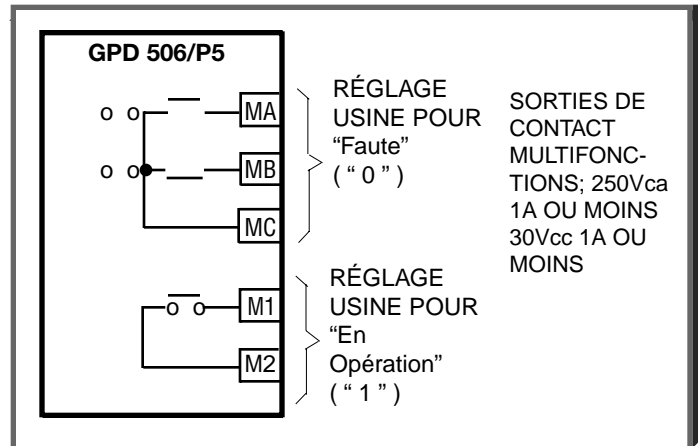 GPD 506/P5
o o
MA
o o
MB
MC
RÉGLAGE
USINE POUR
“Faute”
( “ 0 ” )
o o
M1
M2
RÉGLAGE
USINE POUR
“En
Opération”
( “ 1 ” )
SORTIES DE
CONTACT
MULTIFONC-
TIONS; 250Vca
1A OU MOINS
30Vcc 1A OU
MOINS